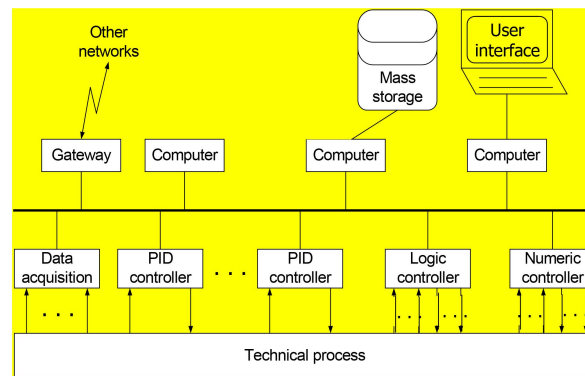 Other
networks
User
interface
Mass
storage
Gateway
Computer
Computer
Computer
Data
acquisition
PID
controller
. . .
PID
controller
Logic
controller
Numeric
controller
. . .
. . .
. . .
. . .
. . .
Technical process